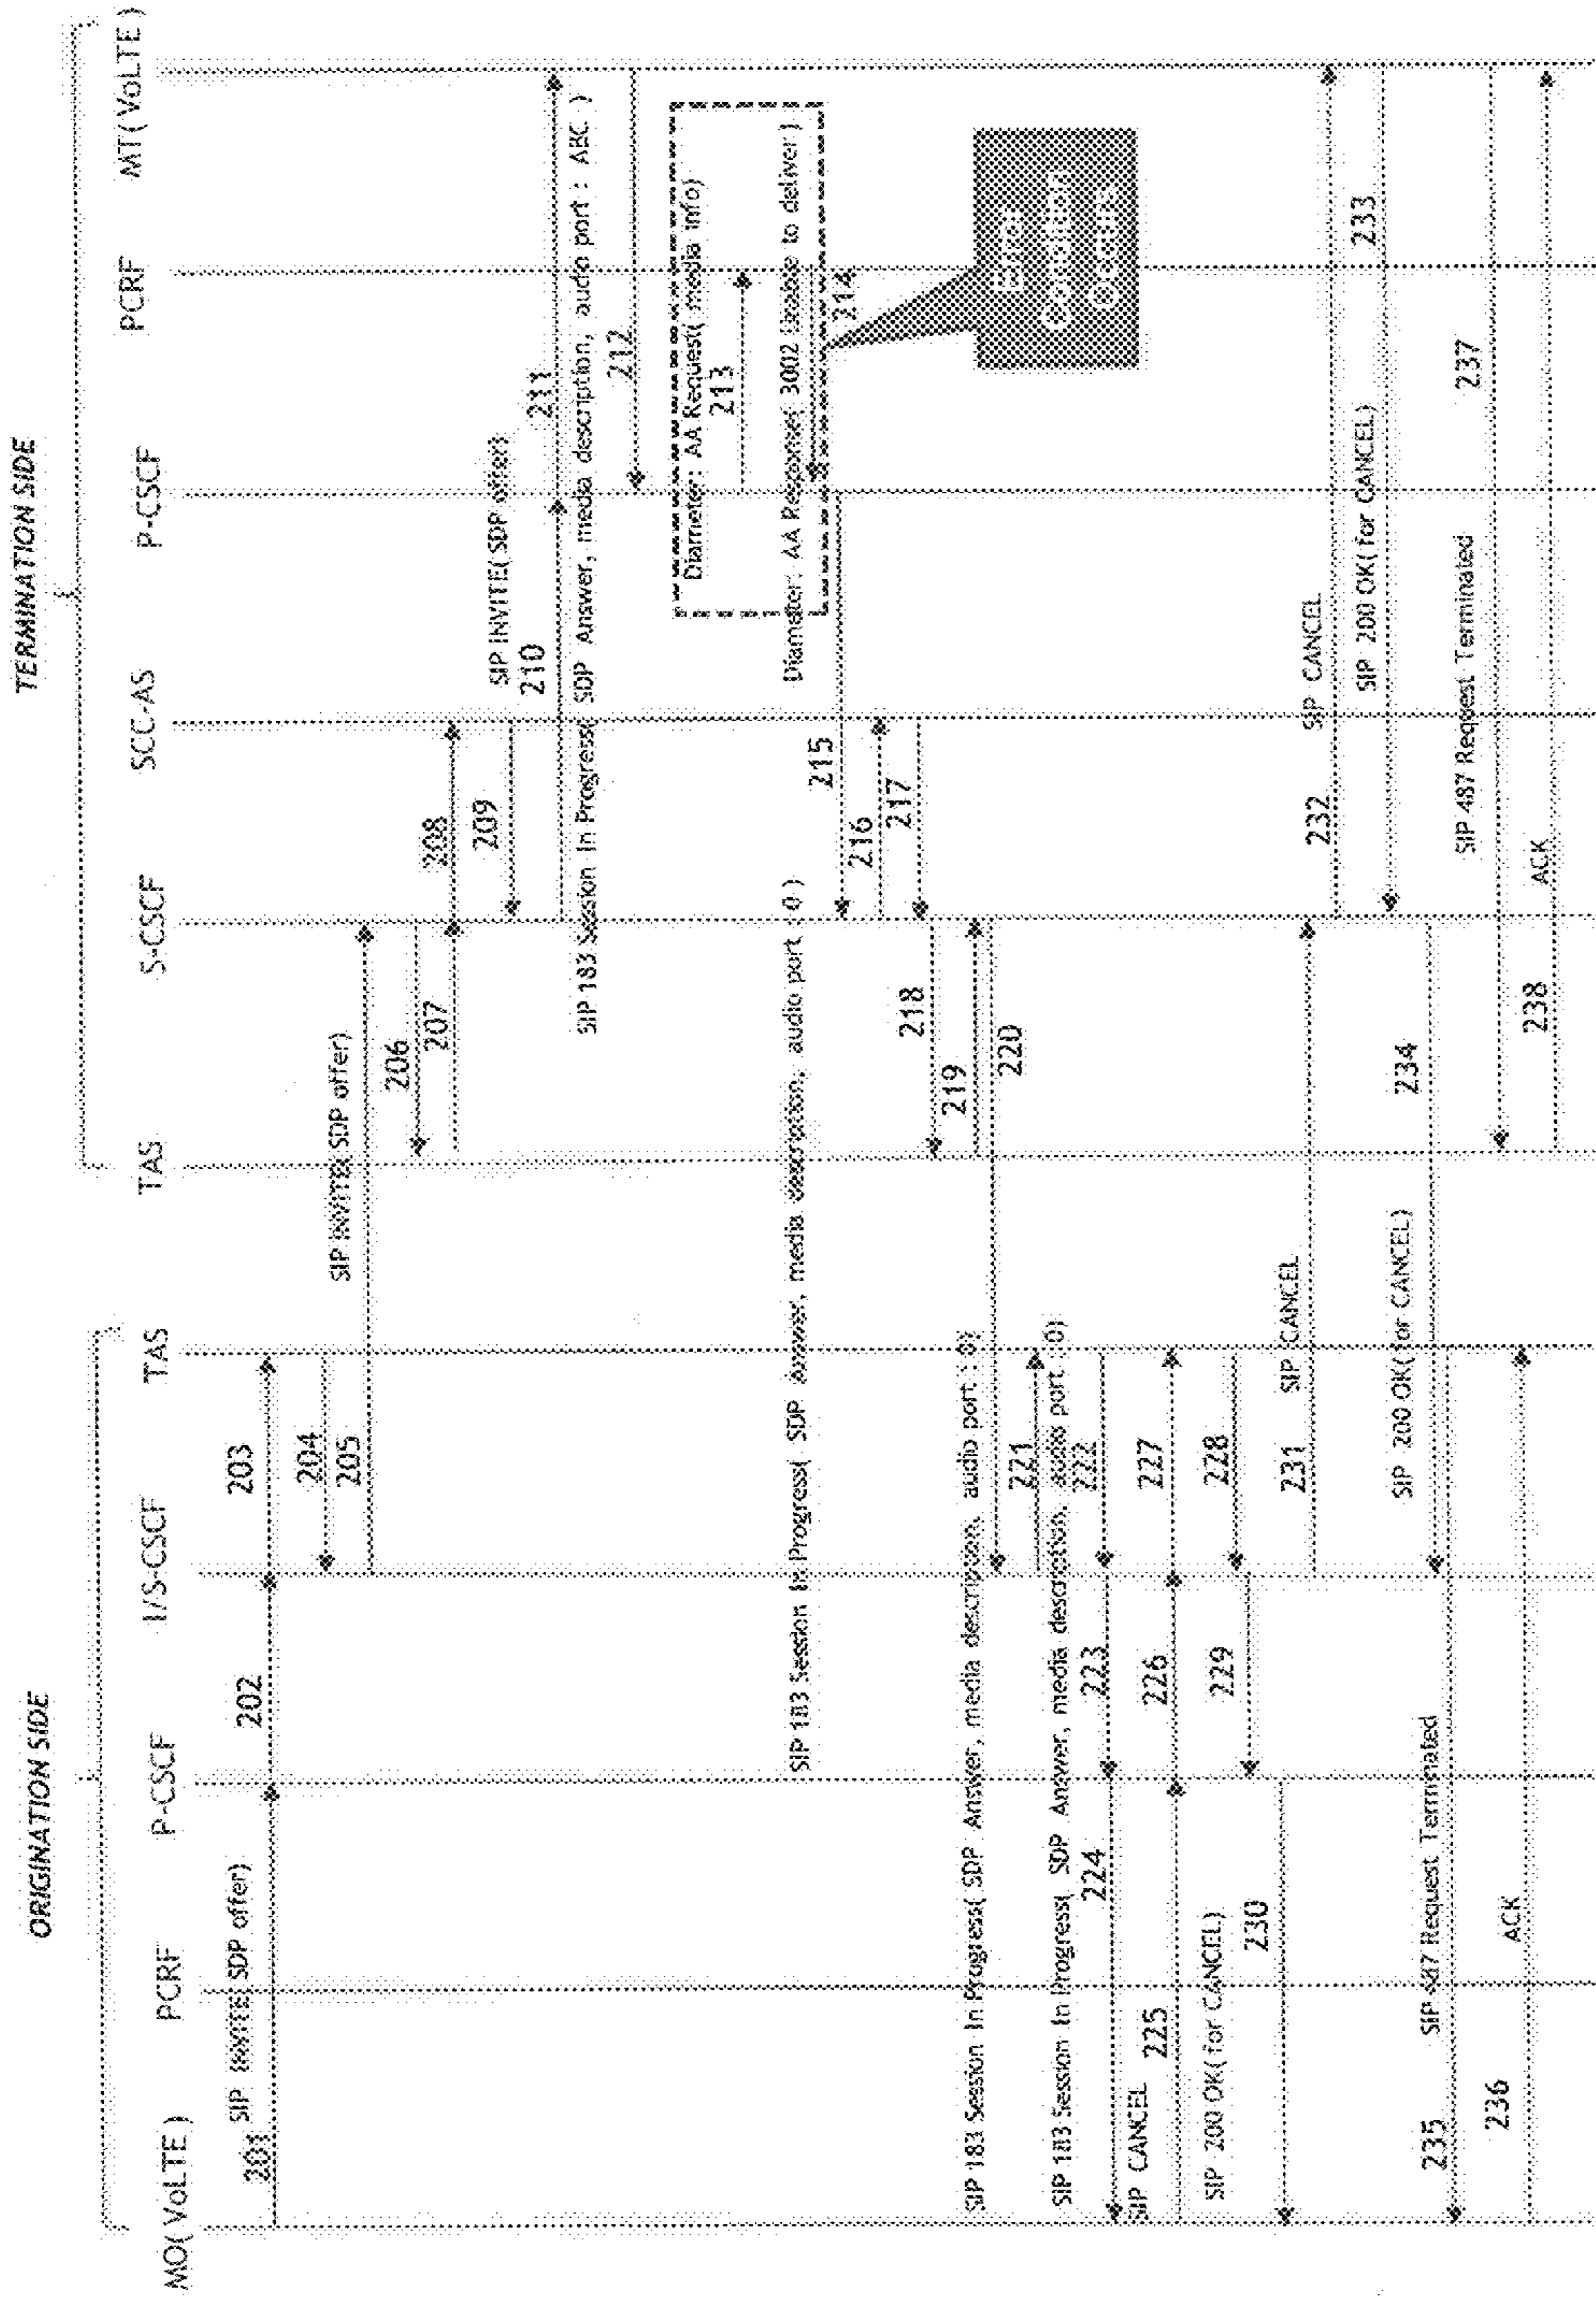 ORIGINATION SIDE
TERMINATION SIDE
MO(VoLTE)
PCRF
P-CSCF
I/S-CSCF
TAS
TAS
S-CSCF
SCC-AS
P-CSCF
PCRF
MT(VoLTE)
SIP INVITE(SDP offer)
201
202
203
204
205
SIP INVITE(SDP offer)
206
207
208
209
SIP INVITE(SDP offer)
210
211
SIP 183 Session In Progress( SDP Answer, media description, audio port : ABC )
212
Diameter: AA Request( media info)
213
Diameter: AA Response( 3002 Unable to deliver)
214
Error
Condition
Occurs
SIP 183 Session In Progress( SDP Answer, media description, audio port : 0 )
215
216
217
218
219
220
SIP 183 Session In Progress( SDP Answer, media description, audio port : 0)
221
SIP 183 Session In Progress( SDP Answer, media description, audio port : 0)
222
223
224
SIP CANCEL
225
226
227
228
229
SIP 200 OK( for CANCEL)
230
231
SIP CANCEL
232
SIP CANCEL
SIP 200 OK( for CANCEL)
233
SIP 200 OK( for CANCEL)
234
235
SIP 487 Request Terminated
236
ACK
SIP 487 Request Terminated
237
238
ACK